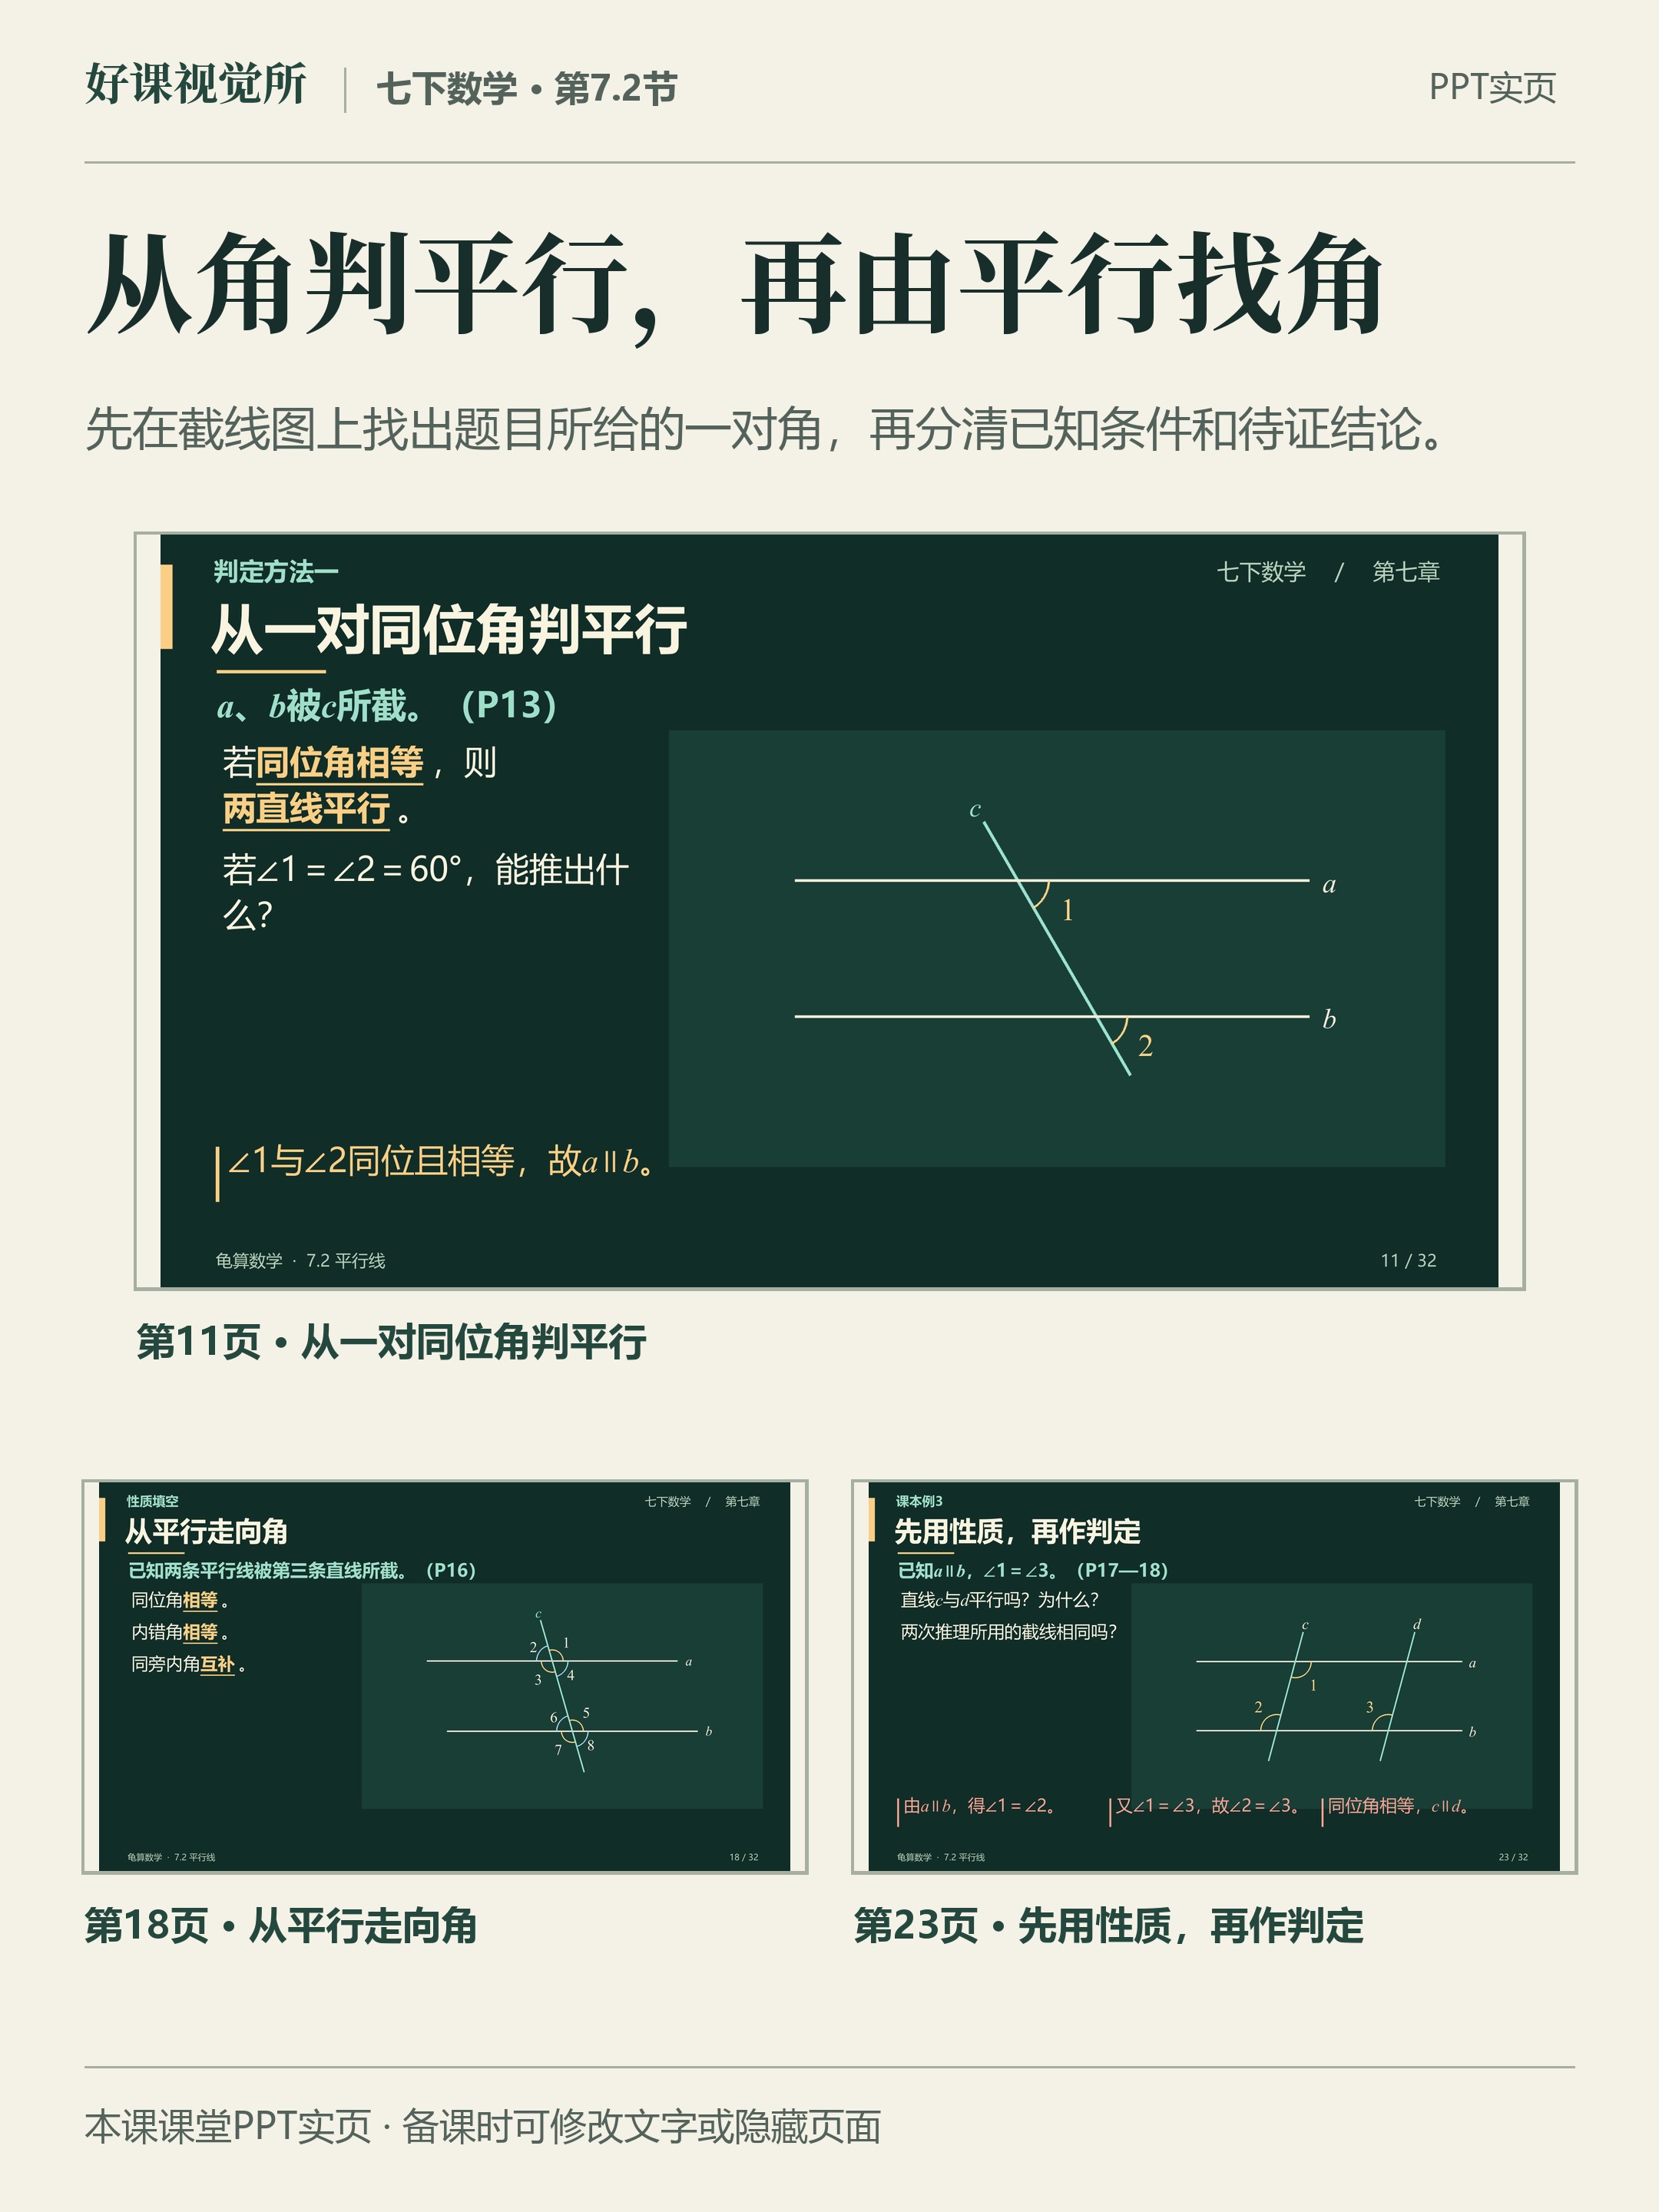 好课视觉所
七下数学·第7.2节
PPT实页
从角判平行，再由平行找角
先在截线图上找出题目所给的一对角，再分清已知条件和待证结论。
判定方法一
七下数学 / 第七章
从一对同位角判平行
a、b被c所截。（P13）
若同位角相等，则
两直线平行。
若∠1＝∠2＝60°，能推出什
么？
c
a
1
b
2
∠1与∠2同位且相等，故a∥b。
龟算数学 · 7.2 平行线
11 / 32
第11页·从一对同位角判平行
性质填空
七下数学 / 第七章
从平行走向角
已知两条平行线被第三条直线所截。（P16）
同位角相等。
内错角相等。
同旁内角互补。
c
2 1
a
3 4
6 5
b
7 8
龟算数学 · 7.2 平行线
18 / 32
第18页·从平行走向角
课本例3
七下数学 / 第七章
先用性质，再作判定
已知a∥b，∠1＝∠3。（P17—18）
直线c与d平行吗？为什么？
两次推理所用的截线相同吗？
c d
a
1
2 3
b
由a∥b，得∠1＝∠2。
又∠1＝∠3，故∠2＝∠3。
同位角相等，c∥d。
龟算数学 · 7.2 平行线
23 / 32
第23页·先用性质，再作判定
本课课堂PPT实页·备课时可修改文字或隐藏页面